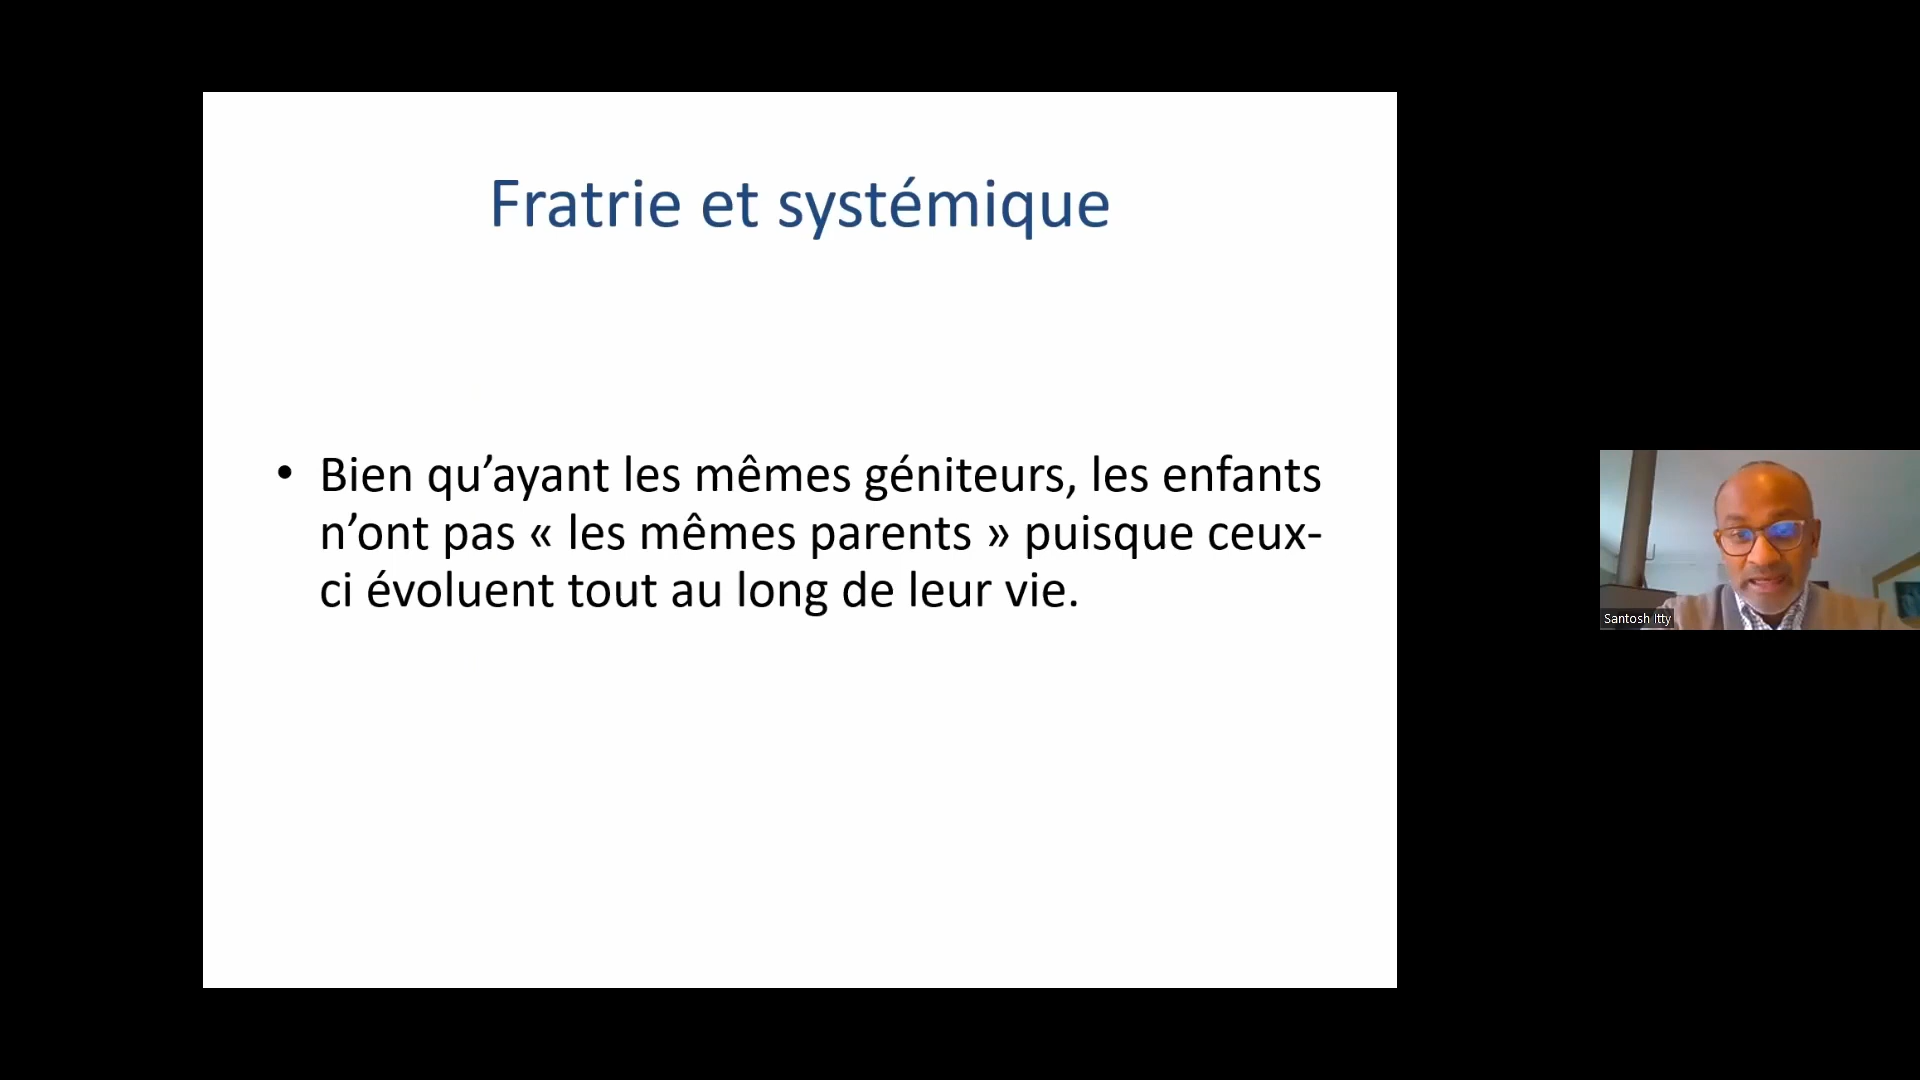 Fratrie et systémique
• Bien qu’ayant les mêmes géniteurs, les enfants
n’ont pas « les mêmes parents » puisque ceux-
ci évoluent tout au long de leur vie.
Santosh Itty